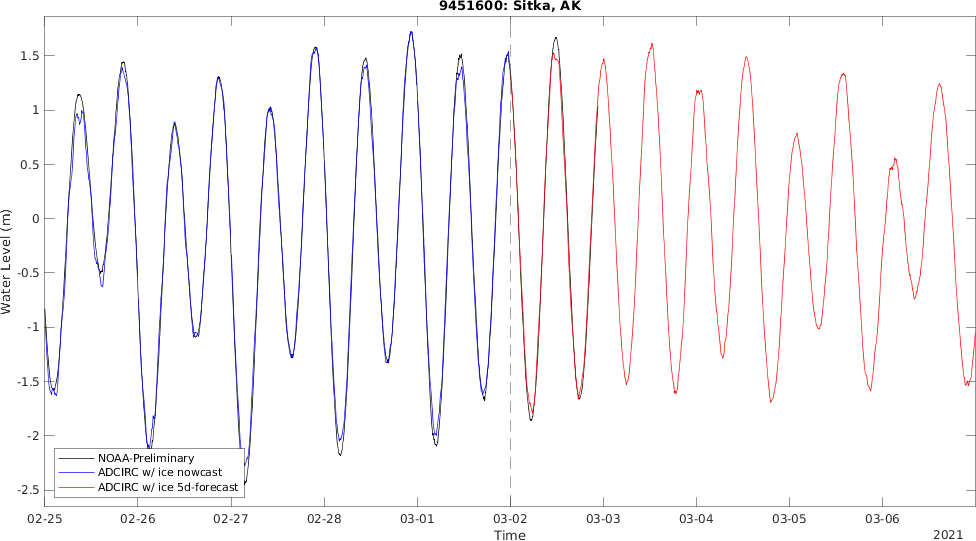 9451600: Sitka, AK
Water Level (m)
1.5
1
0.5
0
-0.5
-1
-1.5
-2
-2.5
NOAA-Preliminary
ADCIRC w/ ice nowcast
ADCIRC w/ ice 5d-forecast
02-25 02-26 02-27 02-28 03-01 03-02 03-03 03-04 03-05 03-06
Time
2021